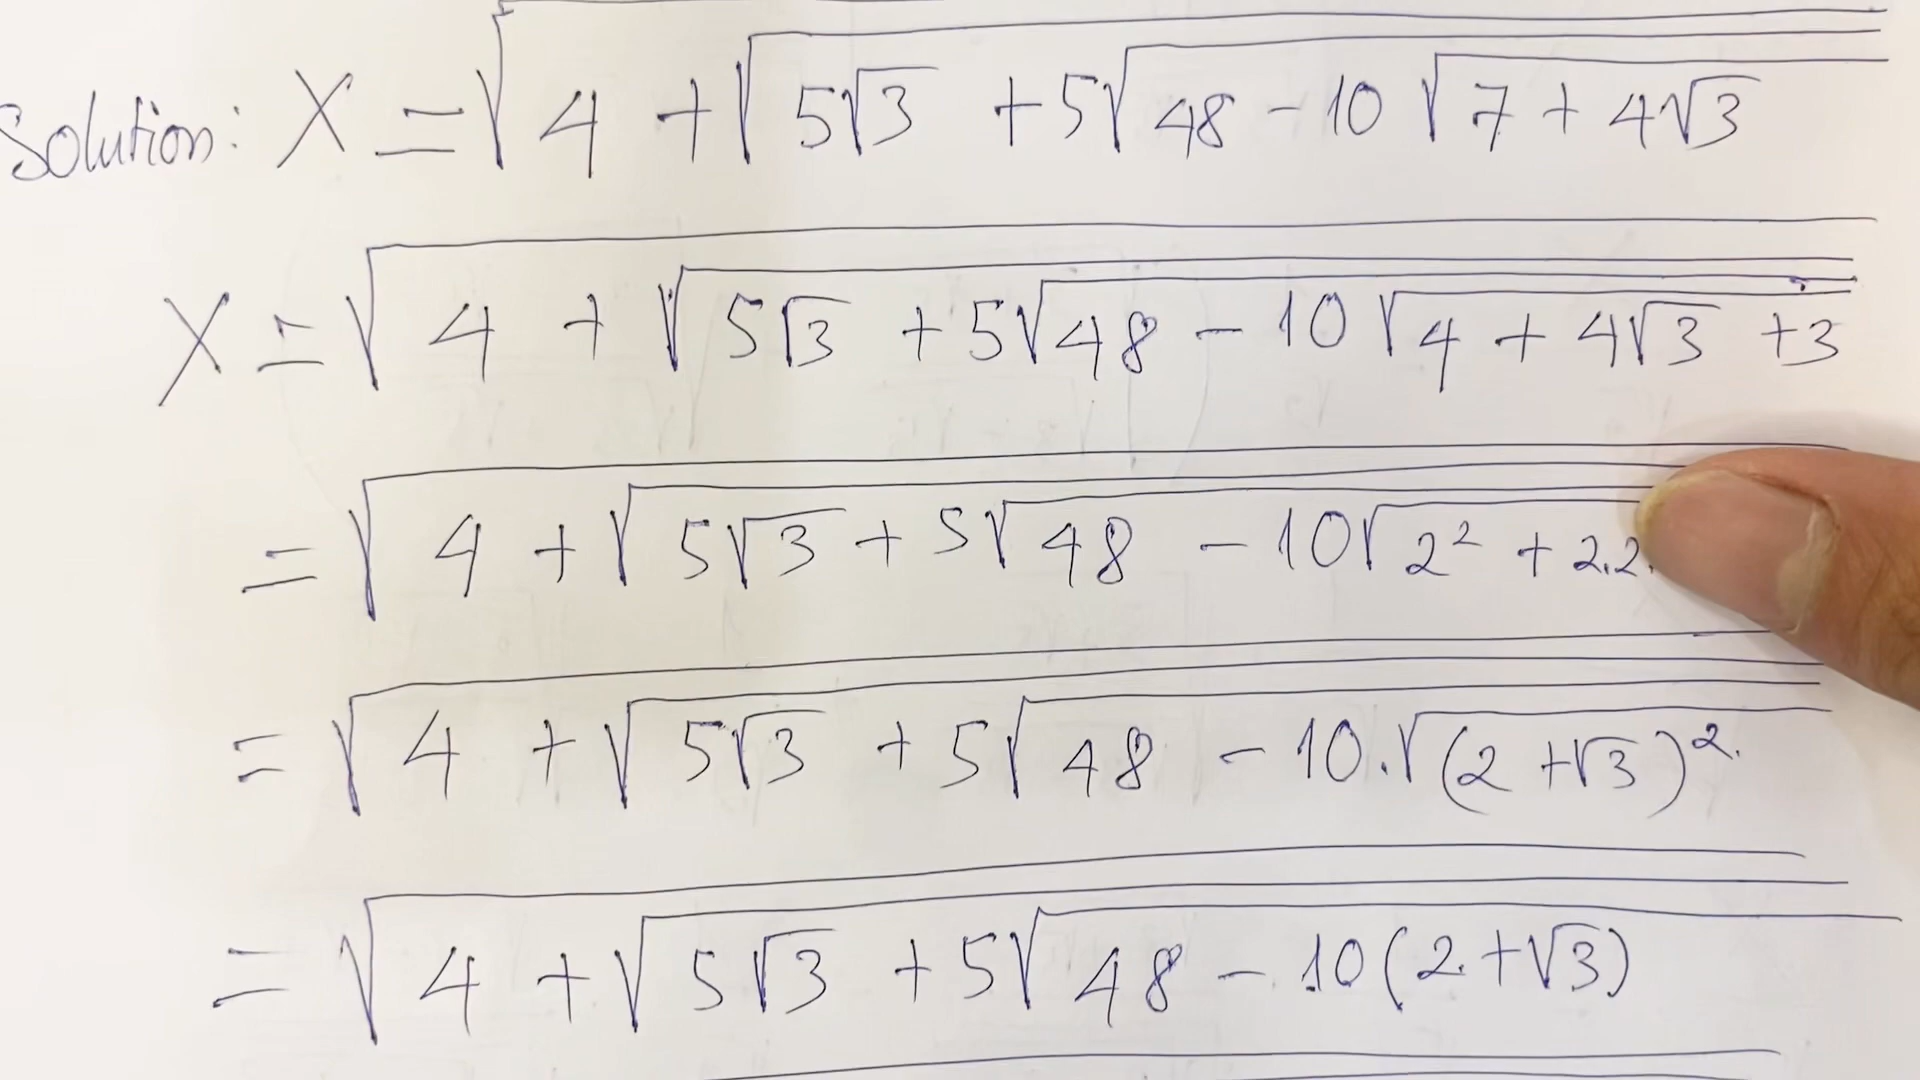 Solution: X = √(4 + √(5√3 + 5√(48 - 10√(7 + 4√3))))
X = √(4 + √(5√3 + 5√(48 - 10√(4 + 4√3 + 3))))
= √(4 + √(5√3 + 5√(48 - 10√(2² + 2.2.
= √(4 + √(5√3 + 5√(48 - 10.√((2 + √3)²))))
= √(4 + √(5√3 + 5√(48 - 10(2 + √3))))